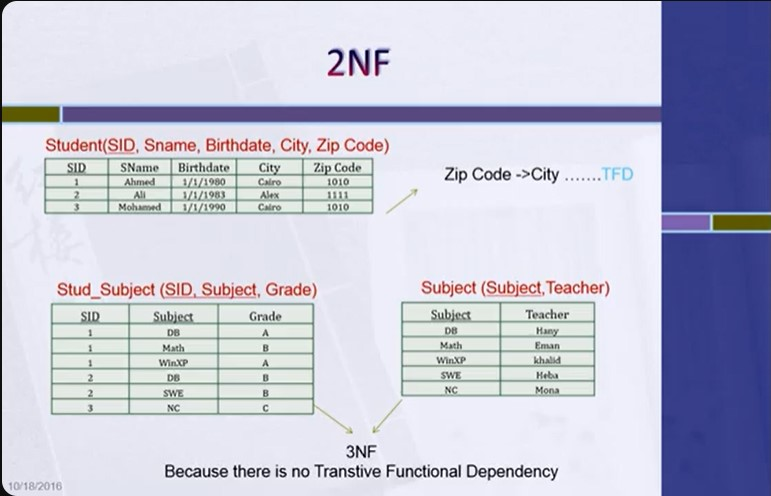 2NF
Student(SID, Sname, Birthdate, City, Zip Code)
SID SName Birthdate City Zip Code
1 Ahmed 1/1/1980 Cairo 1010
2 Ali 1/1/1983 Alex 1111
3 Mohamed 1/1/1990 Cairo 1010
Zip Code ->City .......TFD
Stud_Subject (SID, Subject, Grade)
SID Subject Grade
1 DB A
1 Math B
1 WinXP A
2 DB B
2 SWE B
3 NC C
Subject (Subject,Teacher)
Subject Teacher
DB Hany
Math Eman
WinXP khalid
SWE Heba
NC Mona
3NF
Because there is no Transtive Functional Dependency
10/18/2016